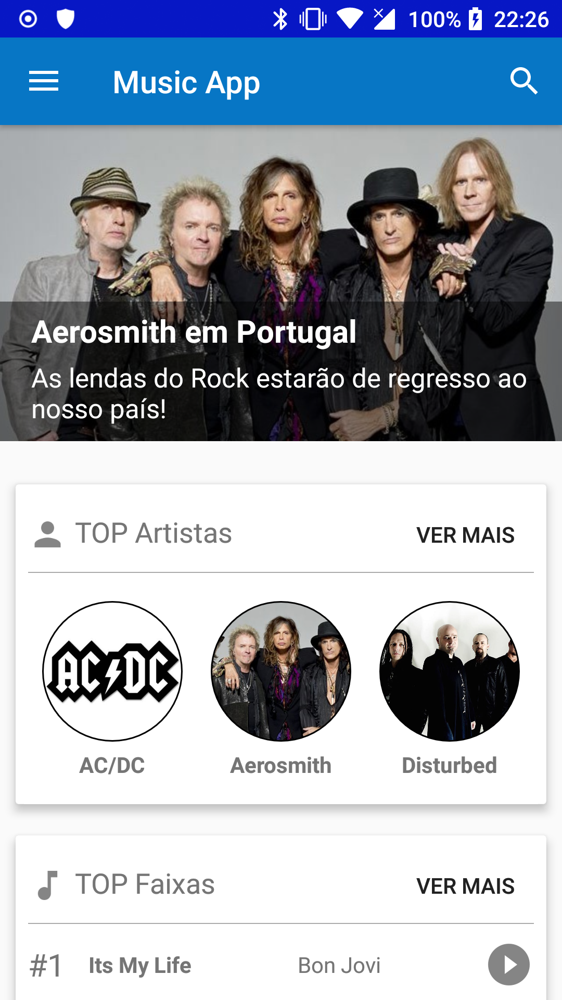 100% 22:26
Music App
Aerosmith em Portugal
As lendas do Rock estarão de regresso ao
nosso país!
TOP Artistas VER MAIS
AC/DC
AC/DC Aerosmith Disturbed
TOP Faixas VER MAIS
#1 Its My Life Bon Jovi